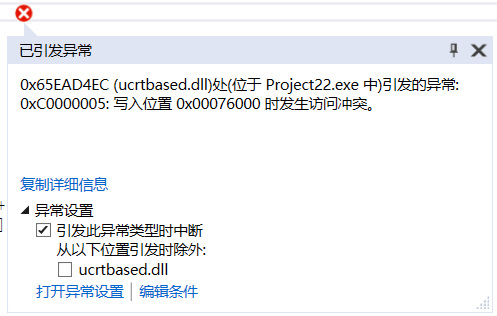 已引发异常
0x65EAD4EC (ucrtbased.dll)处(位于 Project22.exe 中)引发的异常:
0xC0000005: 写入位置 0x00076000 时发生访问冲突。
复制详细信息
异常设置
引发此异常类型时中断
从以下位置引发时除外:
ucrtbased.dll
打开异常设置 | 编辑条件